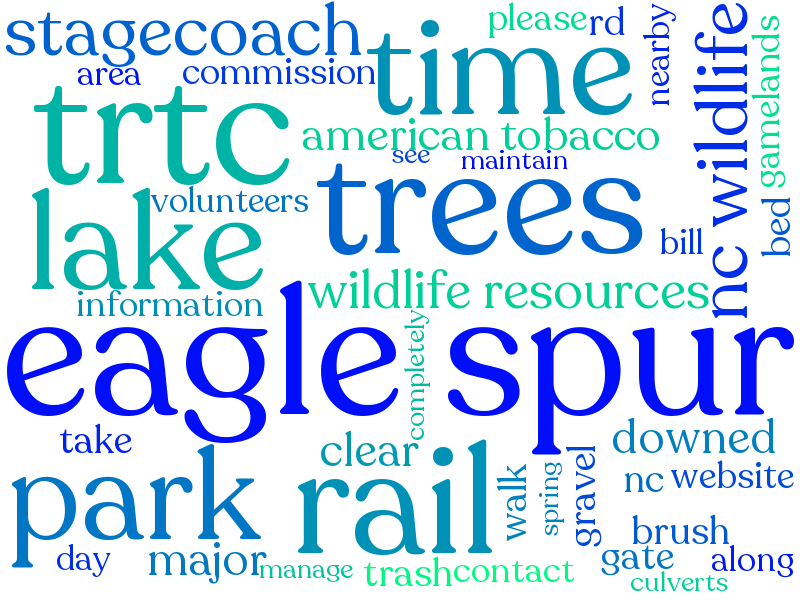 stagecoach
please
rd
nearby
nc wildlife
gamelands
area
commission
time
trtc
american tobacco
see
maintain
lake
volunteers
trees
bill
bed
information
wildlife resources
eagle spur
completely
take
clear
downed
park
rail
walk
spring
gravel
nc
website
brush
day
major
manage
trash
contact
gate
along
culverts